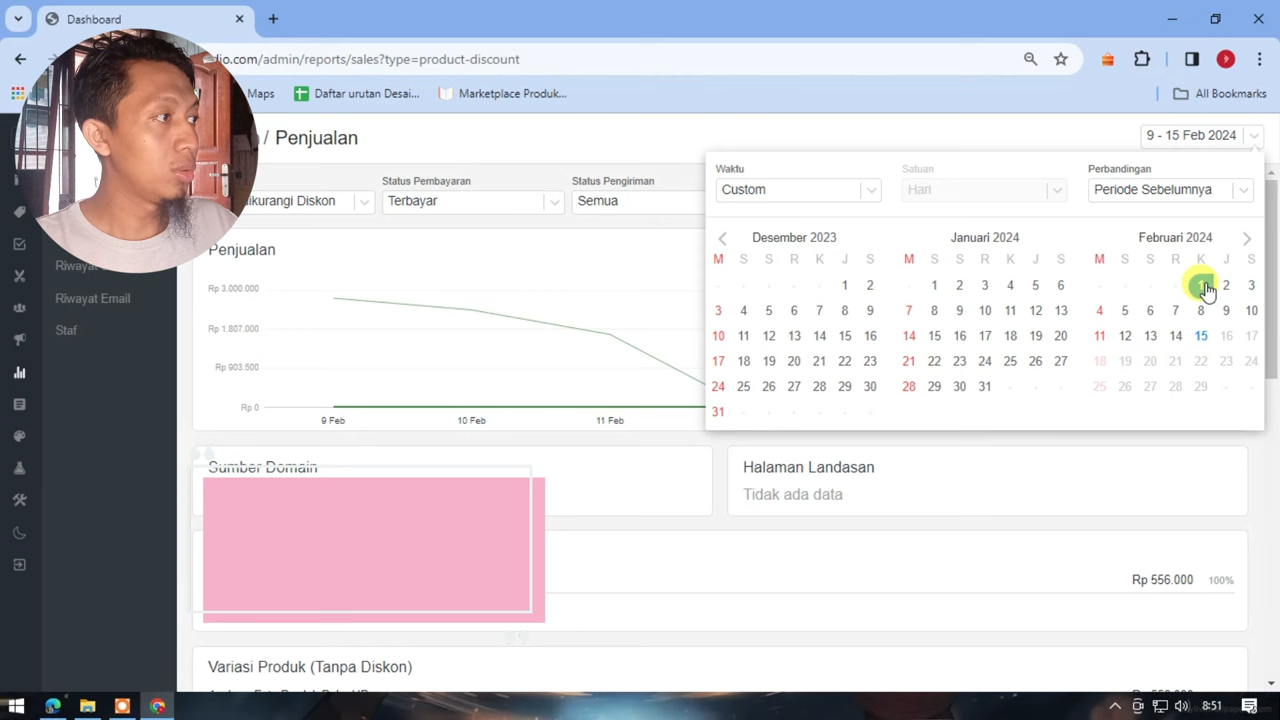 Dashboard
dio.com/admin/reports/sales?type=product-discount
Maps
Daftar urutan Desai...
Marketplace Produk...
All Bookmarks
/ Penjualan
9 - 15 Feb 2024
Status Pembayaran
Status Pengiriman
Diskon
Terbayar
Semua
Waktu
Satuan
Perbandingan
Custom
Hari
Periode Sebelumnya
Desember 2023
Januari 2024
Februari 2024
M S S R K J S
M S S R K J S
M S S R K J S
- - - - - 1 2
- 1 2 3 4 5 6
- - - - 1 2 3
3 4 5 6 7 8 9
7 8 9 10 11 12 13
4 5 6 7 8 9 10
10 11 12 13 14 15 16
14 15 16 17 18 19 20
11 12 13 14 15 16 17
17 18 19 20 21 22 23
21 22 23 24 25 26 27
18 19 20 21 22 23 24
24 25 26 27 28 29 30
28 29 30 31 - - -
25 26 27 28 29 - -
31 - - - - - -
Riwayat
Riwayat Email
Staf
Penjualan
Rp 3.000.000
Rp 1.807.000
Rp 903.500
Rp 0
9 Feb
10 Feb
11 Feb
Sumber Domain
Halaman Landasan
Tidak ada data
Rp 556.000 100%
Variasi Produk (Tanpa Diskon)
8:51